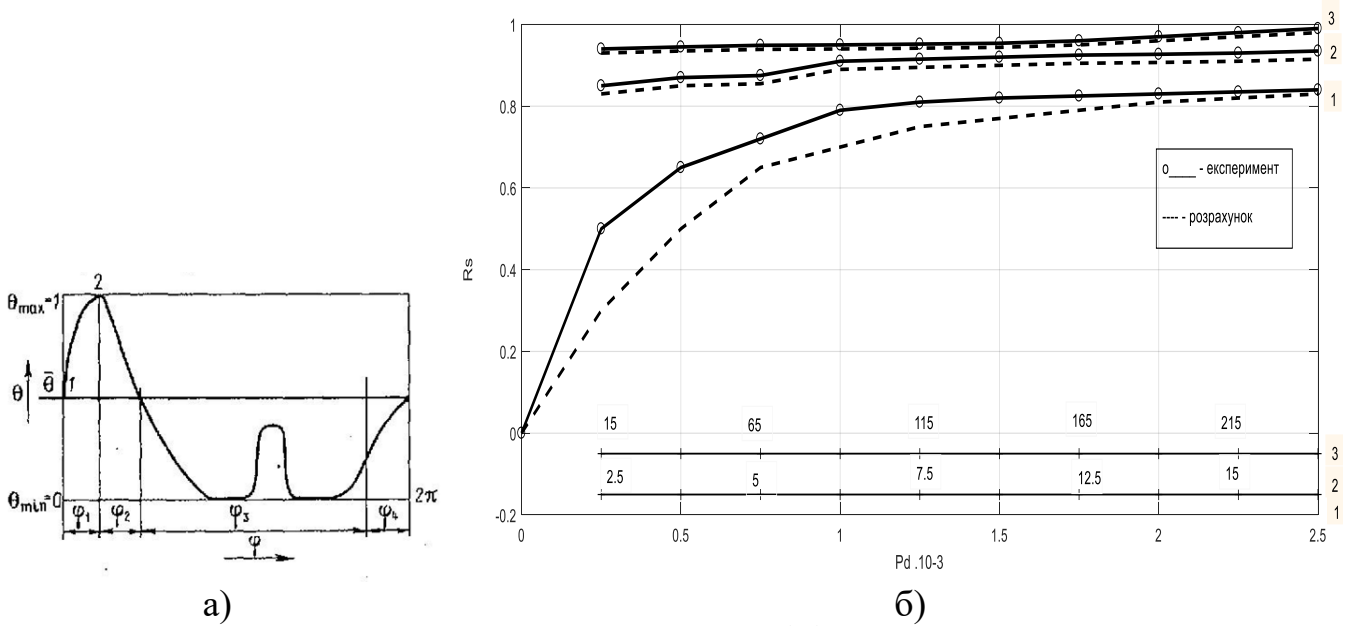 2
θmax=1
θ
θ̄
1
θmin=0
2π
φ1
φ2
φ3
φ4
φ
а)
1
0.8
0.6
0.4
0.2
0
-0.2
Rs
3
2
1
o____ - експеримент
---- - розрахунок
15 65 115 165 215
3
2.5 5 7.5 12.5 15
2
1
0 0.5 1 1.5 2 2.5
Pd .10-3
б)